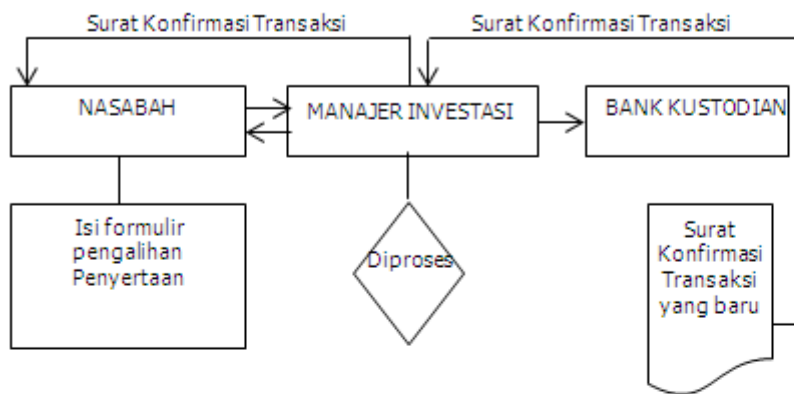 Surat Konfirmasi Transaksi
Surat Konfirmasi Transaksi
NASABAH
MANAJER INVESTASI
BANK KUSTODIAN
Isi formulir
pengalihan
Penyertaan
Diproses
Surat
Konfirmasi
Transaksi
yang baru